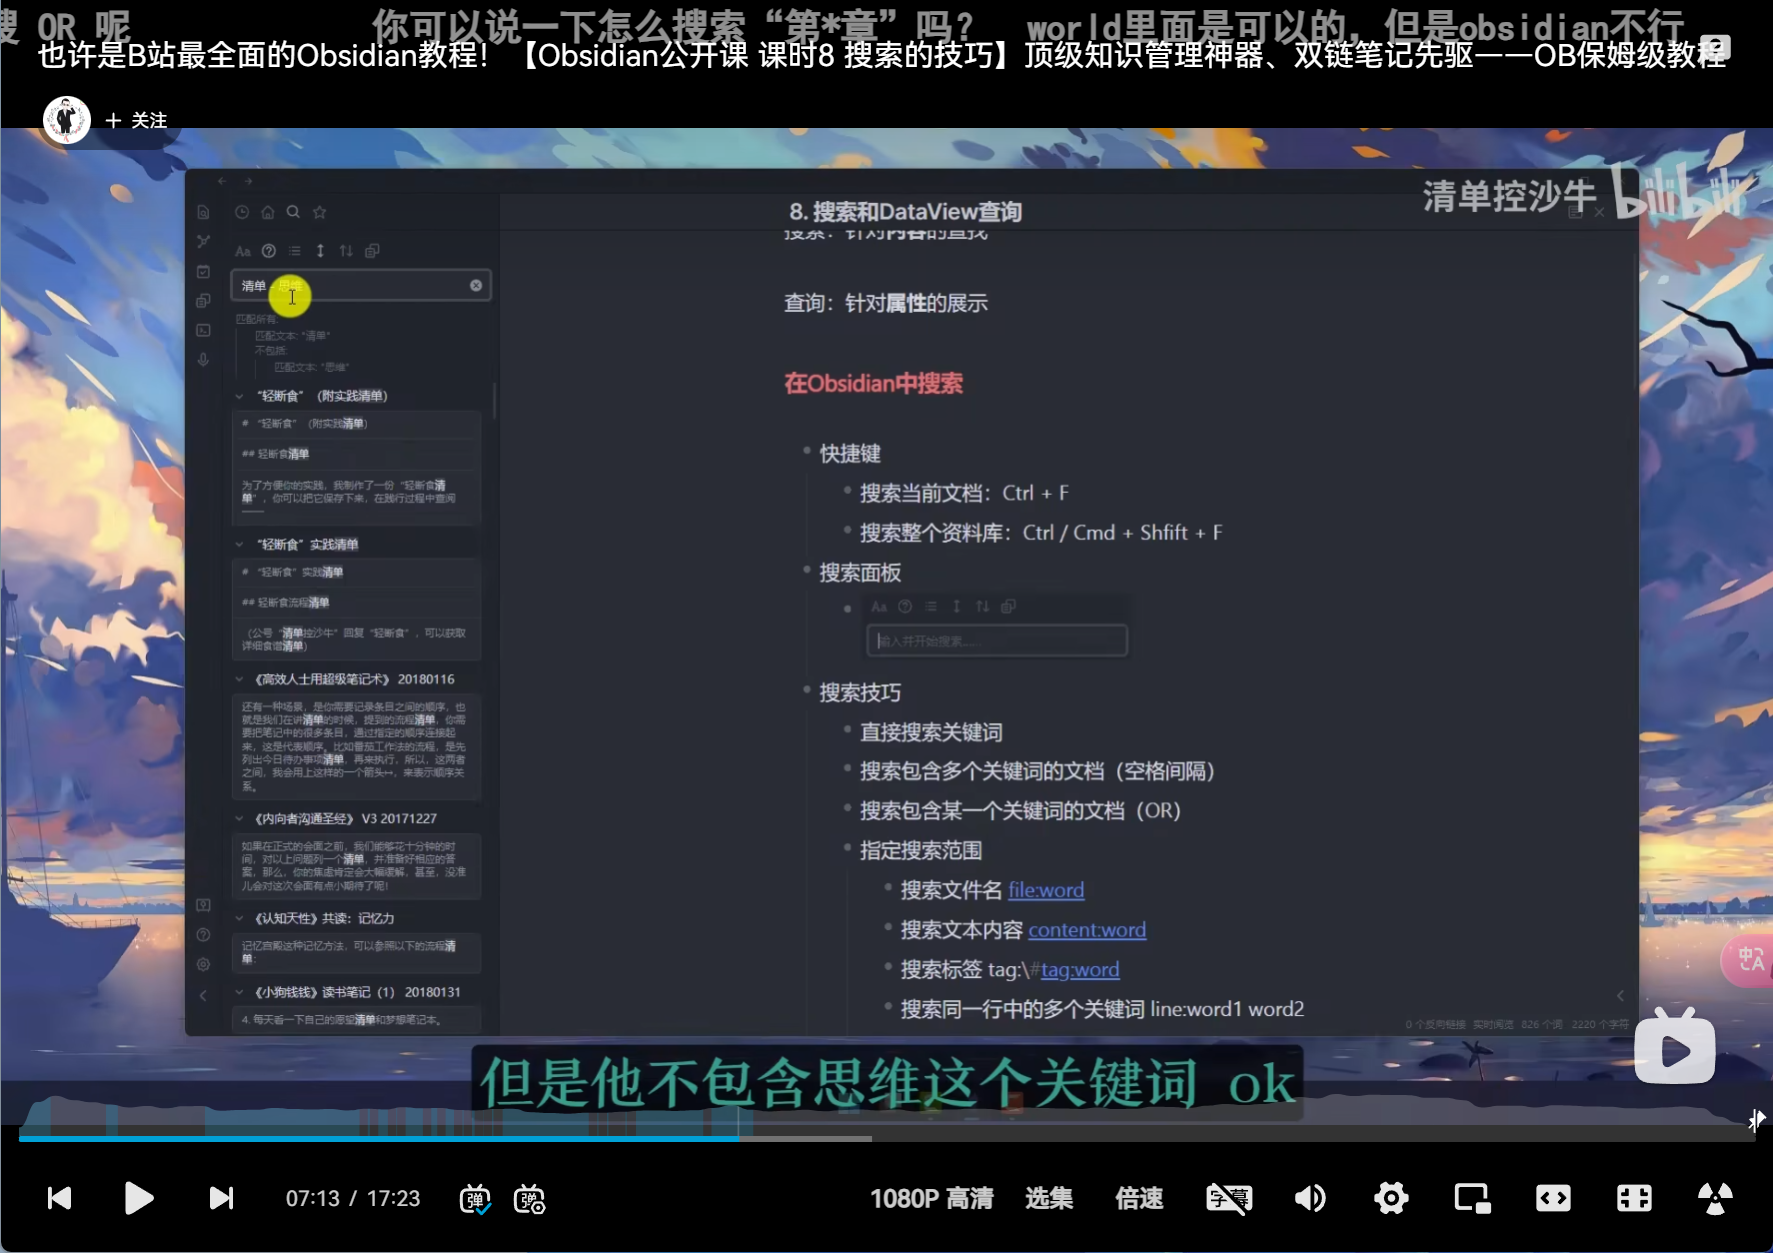 搜 OR 呢
你可以说一下怎么搜索“第*章”吗？
world里面是可以的，但是obsidian不行
也许是B站最全面的Obsidian教程！【Obsidian公开课 课时8 搜索的技巧】顶级知识管理神器、双链笔记先驱——OB保姆级教程
+ 关注
清单控沙牛 bilibili
8. 搜索和DataView查询
Aa
清单 - 思维
匹配所有:
匹配文本: "清单"
不包括:
匹配文本: "思维"
“轻断食”（附实践清单）
# “轻断食”（附实践清单）
## 轻断食清单
为了方便你的实践，我制作了一份“轻断食清
单”，你可以把它保存下来，在践行过程中查阅
——
“轻断食”实践清单
# “轻断食”实践清单
## 轻断食流程清单
（公号“清单控沙牛”回复“轻断食”，可以获取
详细食谱清单）
《高效人士用超级笔记术》 20180116
还有一种场景，是你需要记录条目之间的顺序，也
就是我们在讲清单的时候，提到的流程清单，你需
要把笔记中的很多条目，通过指定的顺序连接起
来，这是代表顺序。比如番茄工作法的流程，是先
列出今日待办事项清单，再来执行，所以，这两者
之间，我会用上这样的一个箭头↦，来表示顺序关
系。
《内向者沟通圣经》 V3 20171227
如果在正式的会面之前，我们能够花十分钟的时
间，对以上问题列一个清单，并准备好相应的答
案，那么，你的焦虑肯定会大幅缓解，甚至，没准
儿会对这次会面有点小期待了呢！
《认知天性》共读：记忆力
记忆宫殿这种记忆方法，可以参照以下的流程清
单：
《小狗钱钱》读书笔记（1） 20180131
4. 每天看一下自己的愿望清单和梦想笔记本。
搜索：针对内容的查找
查询：针对属性的展示
在Obsidian中搜索
快捷键
搜索当前文档：Ctrl + F
搜索整个资料库：Ctrl / Cmd + Shfift + F
搜索面板
Aa
输入并开始搜索......
搜索技巧
直接搜索关键词
搜索包含多个关键词的文档（空格间隔）
搜索包含某一个关键词的文档（OR）
指定搜索范围
搜索文件名 file:word
搜索文本内容 content:word
搜索标签 tag:\#tag:word
搜索同一行中的多个关键词 line:word1 word2
0 个反向链接 实时阅览 826 个词 2220 个字符
中 A
但是他不包含思维这个关键词 ok
07:13 / 17:23
弹
弹
1080P 高清
选集
倍速
字幕